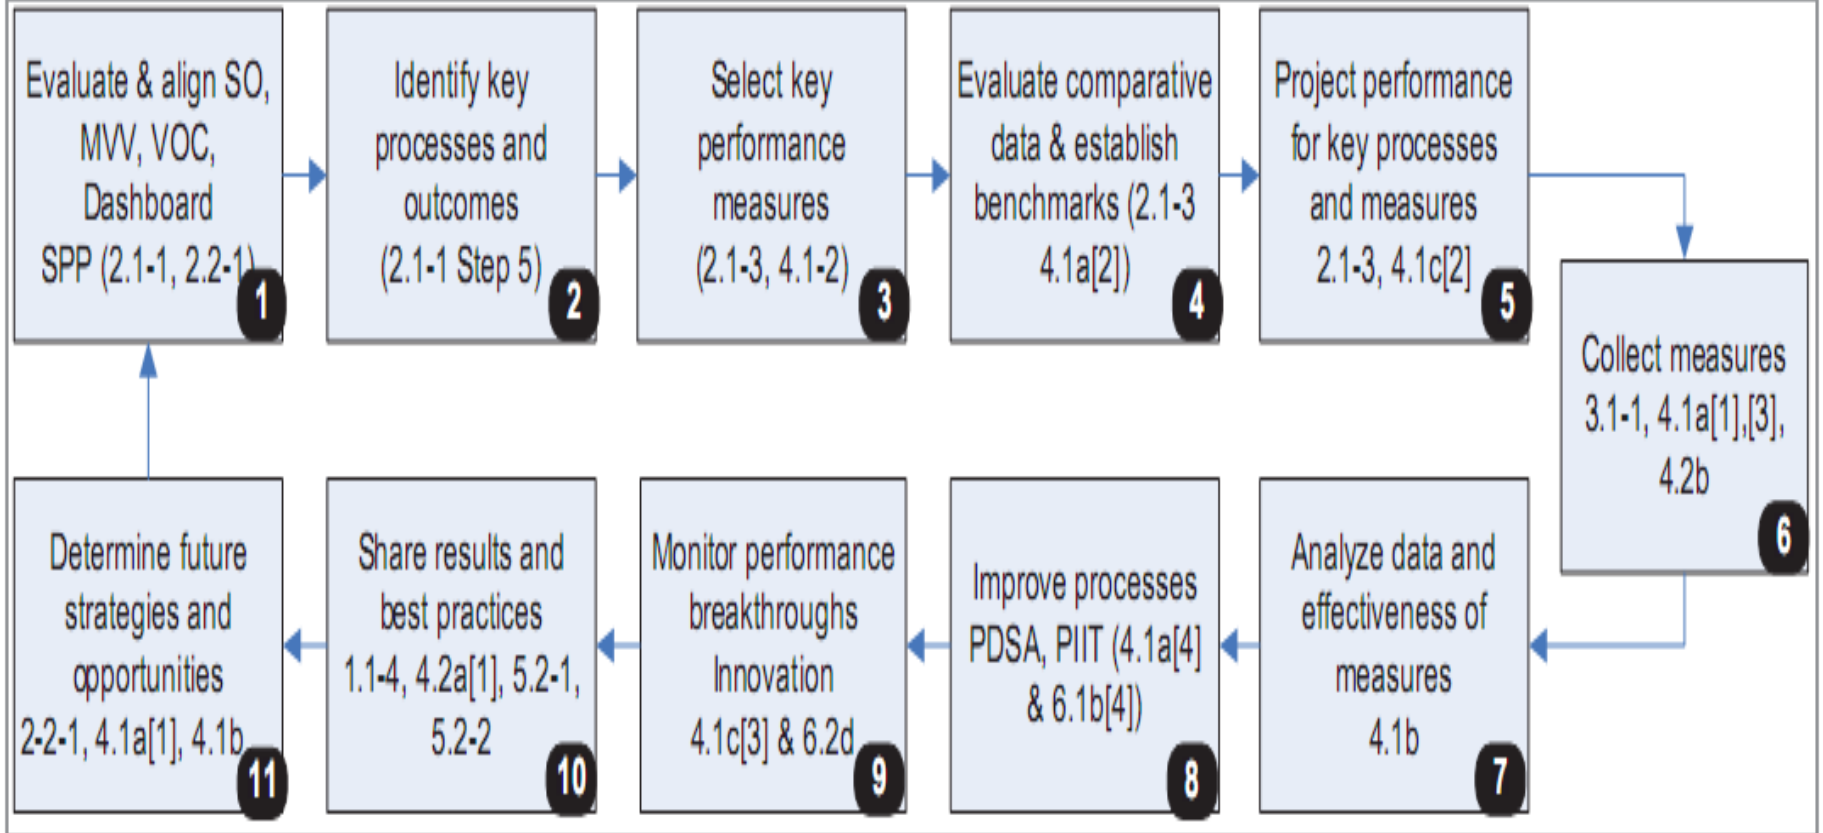 Evaluate & align SO,
MVV, VOC,
Dashboard
SPP (2.1-1, 2.2-1)
1
Identify key
processes and
outcomes
(2.1-1 Step 5)
2
Select key
performance
measures
(2.1-3, 4.1-2)
3
Evaluate comparative
data & establish
benchmarks (2.1-3
4.1a[2])
4
Project performance
for key processes
and measures
2.1-3, 4.1c[2]
5
Collect measures
3.1-1, 4.1a[1],[3],
4.2b
6
Analyze data and
effectiveness of
measures
4.1b
7
Improve processes
PDSA, PIIT (4.1a[4]
& 6.1b[4])
8
Monitor performance
breakthroughs
Innovation
4.1c[3] & 6.2d
9
Share results and
best practices
1.1-4, 4.2a[1], 5.2-1,
5.2-2
10
Determine future
strategies and
opportunities
2-2-1, 4.1a[1], 4.1b
11